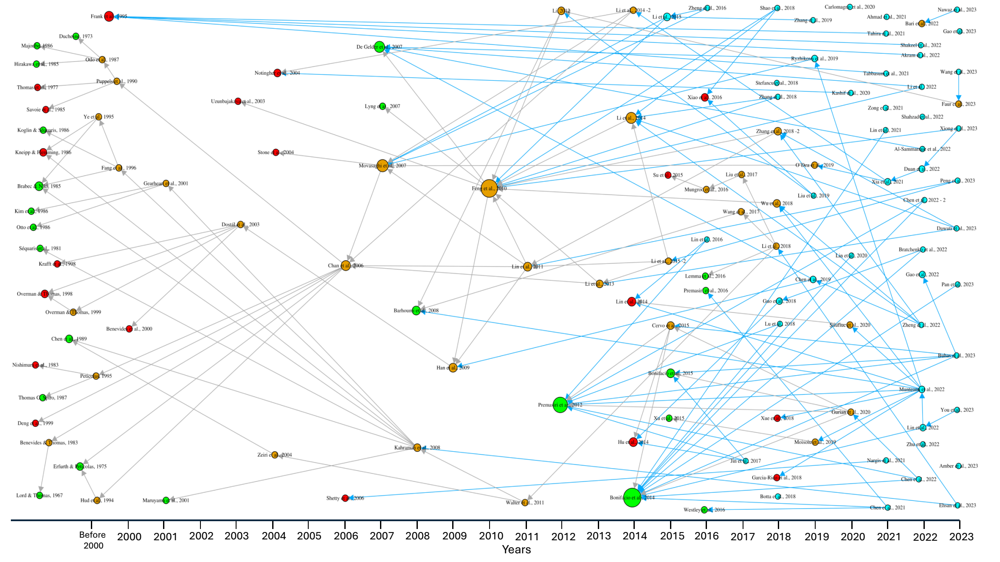 Frank et al., 1995
Duchesne, 1973
Majoube, 1986
Otlo et al., 1987
Hirakawa et al., 1985
Puppels et al., 1990
Thomas et al., 1977
Savoie et al., 1985
Ye et al., 1995
Koglin & Séquaris, 1986
Kneipp & Flemming, 1986
Fang et al., 1996
Brabec & Niki, 1985
Gearheart et al., 2001
Kim et al., 1986
Otto et al., 1986
Dostál et al., 2003
Séquaris et al., 1981
Krafft et al., 1998
Overman & Thomas, 1998
Overman & Thomas, 1999
Benevides et al., 2000
Chen et al., 1989
Nishimura et al., 1983
Peticolas, 1995
Thomas G. Spiro, 1987
Deng et al., 1999
Benevides & Thomas, 1983
Erfurth & Peticolas, 1975
Lord & Thomas, 1967
Hud et al., 1994
Maruyama et al., 2001
Zeiri et al., 2004
Uzunbajakava et al., 2003
Notingher et al., 2004
Stone et al., 2004
De Gelder et al., 2007
Lyng et al., 2007
Movasaghi et al., 2007
Chan et al., 2006
Shetty et al., 2006
Barhoumi et al., 2008
Kahraman et al., 2008
Han et al., 2009
Feng et al., 2010
Lin et al., 2011
Walter et al., 2011
Li, 2012
Premasiri et al., 2012
Li et al., 2013
Li et al., 2014 -2
Li et al., 2014
Lin et al., 2014
Hu et al., 2014
Bonifacio et al., 2014
Li et al., 2015
Su et al., 2015
Li et al., 2015 -2
Cervo et al., 2015
Bonifacio et al., 2015
Xu et al., 2015
Zheng et al., 2016
Xiao et al., 2016
Mungroo et al., 2016
Lin et al., 2016
Lemma et al., 2016
Premasiri et al., 2016
Westley et al., 2016
Liu et al., 2017
Wang et al., 2017
Jin et al., 2017
Shao et al., 2018
Stefancu et al., 2018
Zhang et al., 2018
Zhang et al., 2018 -2
Wu et al., 2018
Li et al., 2018
Guo et al., 2018
Lu et al., 2018
Xue et al., 2018
Garcia-Rico et al., 2018
Botta et al., 2018
Zhang et al., 2019
Ryzhikova et al., 2019
O'Dea et al., 2019
Liu et al., 2019
Chen et al., 2019
Moisoiu et al., 2019
Carlomagno et al., 2020
Kashif et al., 2020
Lin et al., 2020
Gurian et al., 2020
Ahmad et al., 2021
Tahira et al., 2021
Tabbasum et al., 2021
Zong et al., 2021
Lin et al., 2021
Xia et al., 2021
Nargis et al., 2021
Chen et al., 2021
Bari et al., 2022
Shakeel et al., 2022
Akram et al., 2022
Li et al., 2022
Shahzad et al., 2022
Al-Sammarraie et al., 2022
Duan et al., 2022
Chen et al., 2022 - 2
Bratchenko et al., 2022
Gao et al., 2022
Zheng et al., 2022
Munteanu et al., 2022
Lin et al., 2022
Zhu et al., 2022
Chen et al., 2022
Nawaz et al., 2023
Gao et al., 2023
Wang et al., 2023
Faur et al., 2023
Xiong et al., 2023
Peng et al., 2023
Dawuti et al., 2023
Pan et al., 2023
Buhas et al., 2023
You et al., 2023
Amber et al., 2023
Ehsan et al., 2023
Before
2000 2000 2001 2002 2003 2004 2005 2006 2007 2008 2009 2010 2011 2012 2013 2014 2015 2016 2017 2018 2019 2020 2021 2022 2023
Years